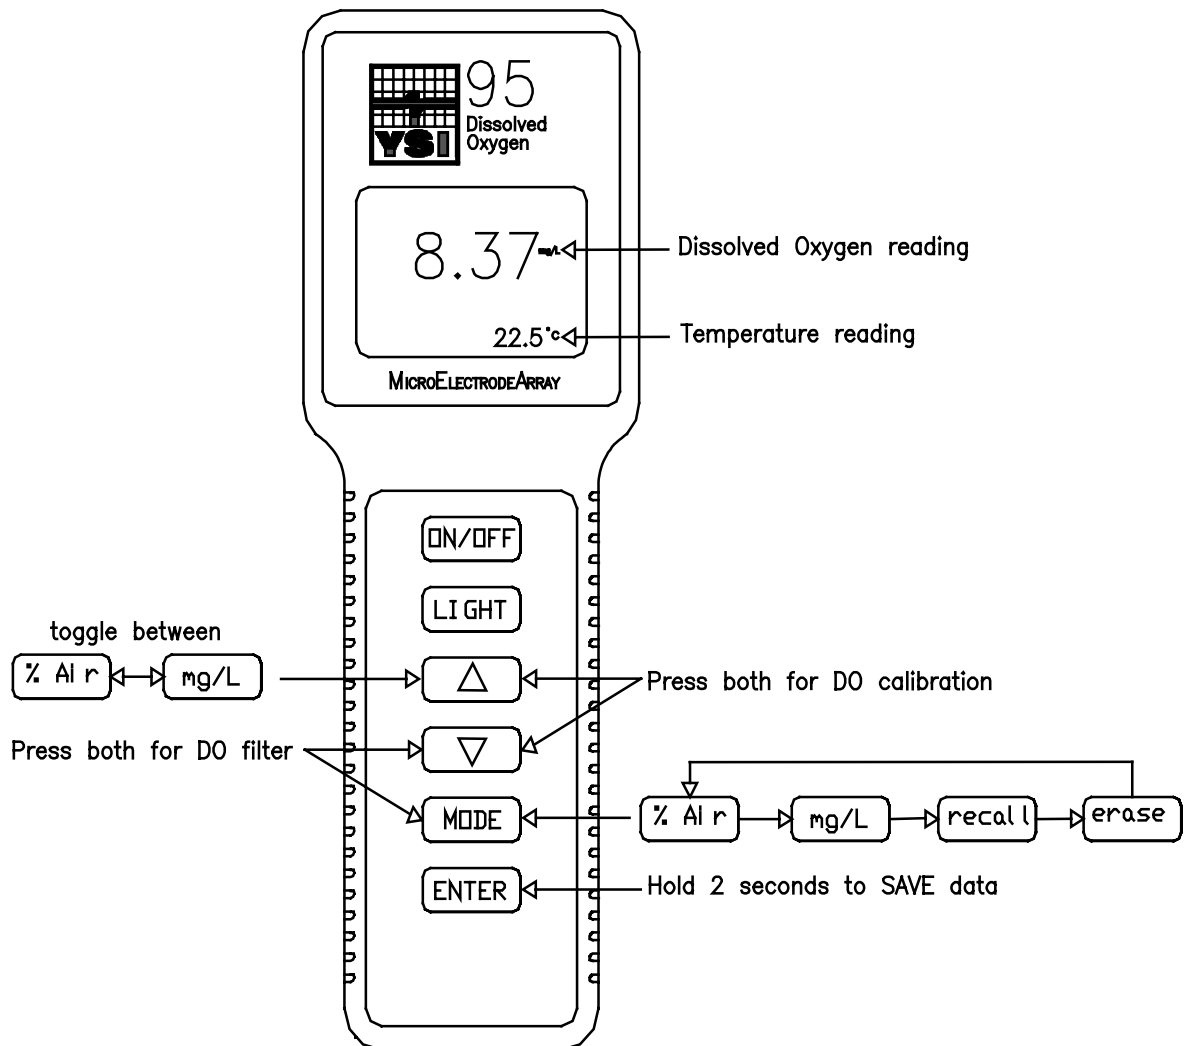 95
Dissolved
Oxygen
YSI
8.37 mg/L
Dissolved Oxygen reading
22.5 °C
Temperature reading
MICROELECTRODEARRAY
ON/OFF
LIGHT
toggle between
% AIr
mg/L
Press both for DO calibration
Press both for DO filter
MODE
% AIr
mg/L
recall
erase
ENTER
Hold 2 seconds to SAVE data